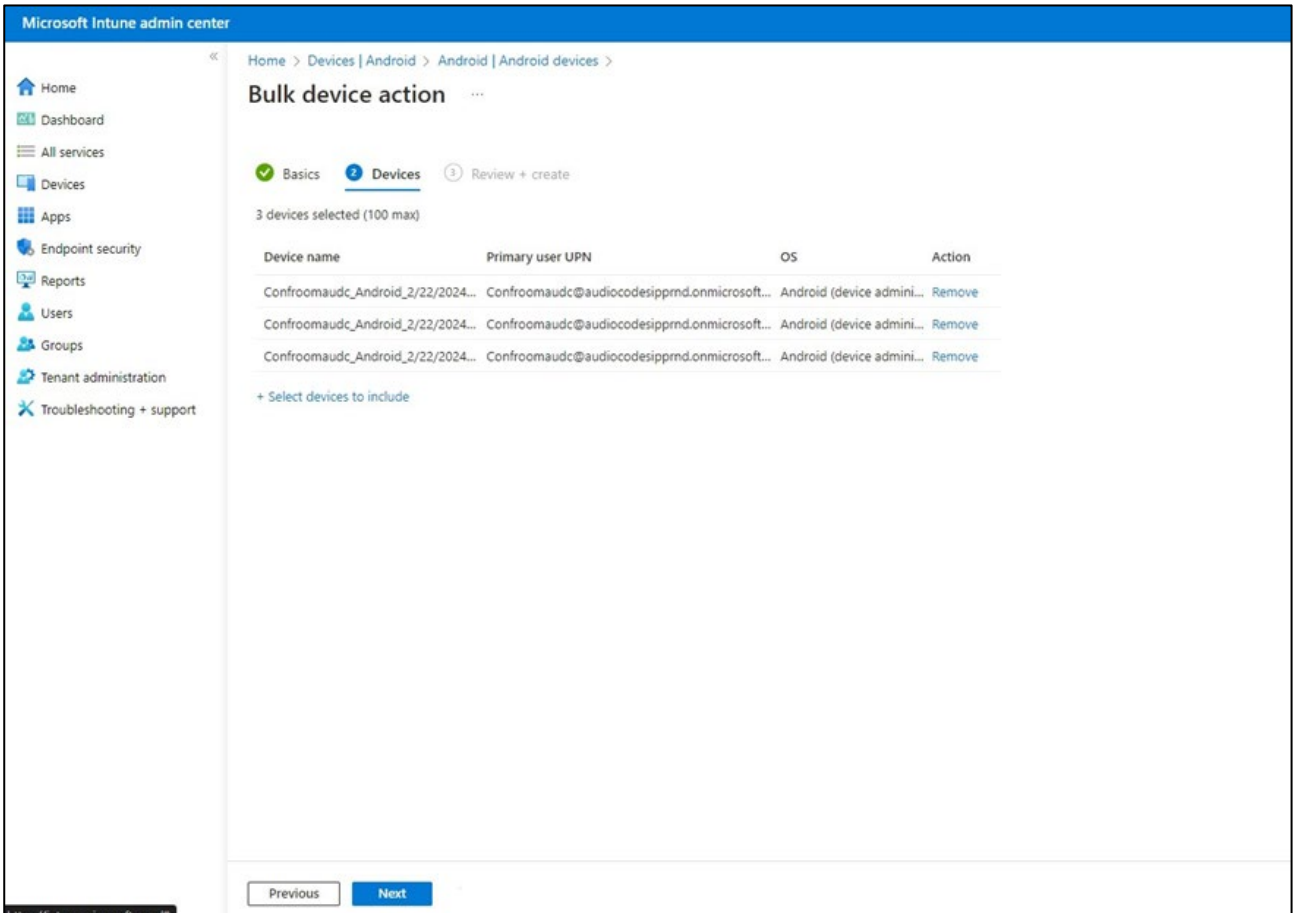 Microsoft Intune admin center
«
Home
Dashboard
All services
Devices
Apps
Endpoint security
Reports
Users
Groups
Tenant administration
Troubleshooting + support
Home > Devices | Android > Android | Android devices >
Bulk device action ...
Basics 2 Devices 3 Review + create
3 devices selected (100 max)
Device name Primary user UPN OS Action
Confroomaudc_Android_2/22/2024... Confroomaudc@audiocodesipprnd.onmicrosoft... Android (device admini... Remove
Confroomaudc_Android_2/22/2024... Confroomaudc@audiocodesipprnd.onmicrosoft... Android (device admini... Remove
Confroomaudc_Android_2/22/2024... Confroomaudc@audiocodesipprnd.onmicrosoft... Android (device admini... Remove
+ Select devices to include
Previous Next